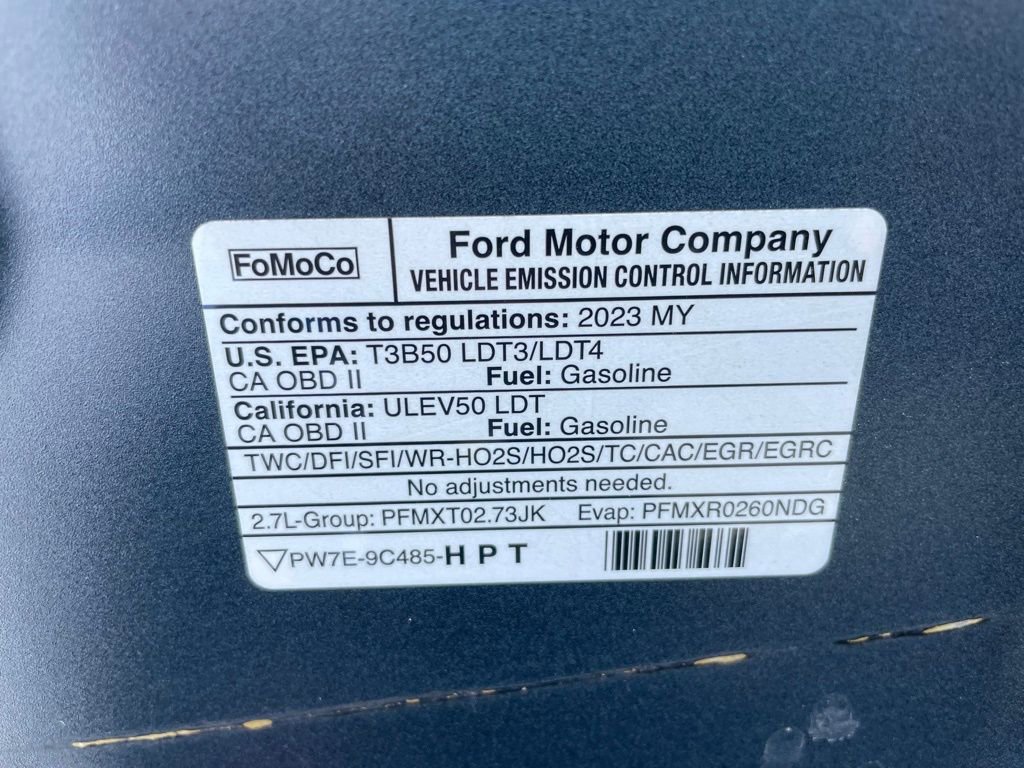 FoMoCo
Ford Motor Company
VEHICLE EMISSION CONTROL INFORMATION
Conforms to regulations: 2023 MY
U.S. EPA: T3B50 LDT3/LDT4
CA OBD II Fuel: Gasoline
California: ULEV50 LDT
CA OBD II Fuel: Gasoline
TWC/DFI/SFI/WR-HO2S/HO2S/TC/CAC/EGR/EGRC
No adjustments needed.
2.7L-Group: PFMXT02.73JK Evap: PFMXR0260NDG
PW7E-9C485-HPT